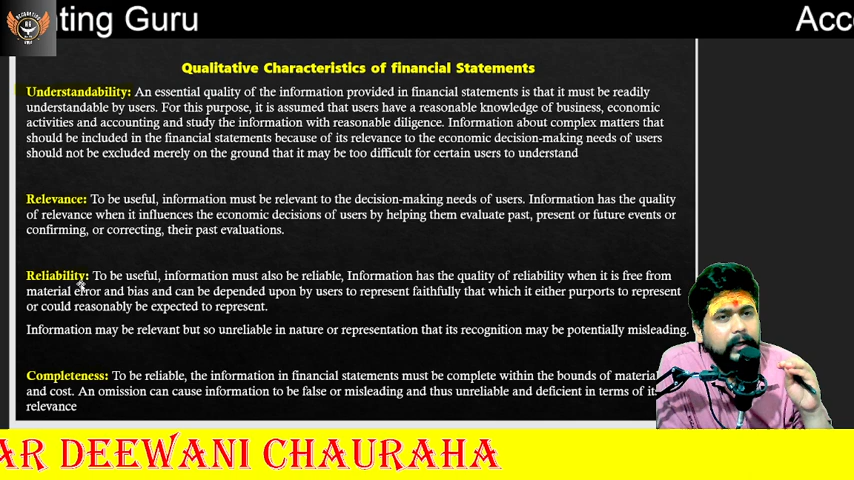 ting Guru
Acc
Qualitative Characteristics of financial Statements
Understandability: An essential quality of the information provided in financial statements is that it must be readily
understandable by users. For this purpose, it is assumed that users have a reasonable knowledge of business, economic
activities and accounting and study the information with reasonable diligence. Information about complex matters that
should be included in the financial statements because of its relevance to the economic decision-making needs of users
should not be excluded merely on the ground that it may be too difficult for certain users to understand
Relevance: To be useful, information must be relevant to the decision-making needs of users. Information has the quality
of relevance when it influences the economic decisions of users by helping them evaluate past, present or future events or
confirming, or correcting, their past evaluations.
Reliability: To be useful, information must also be reliable, Information has the quality of reliability when it is free from
material error and bias and can be depended upon by users to represent faithfully that which it either purports to represent
or could reasonably be expected to represent.
Information may be relevant but so unreliable in nature or representation that its recognition may be potentially misleading.
Completeness: To be reliable, the information in financial statements must be complete within the bounds of material
and cost. An omission can cause information to be false or misleading and thus unreliable and deficient in terms of its
relevance
AR DEEWANI CHAURAHA